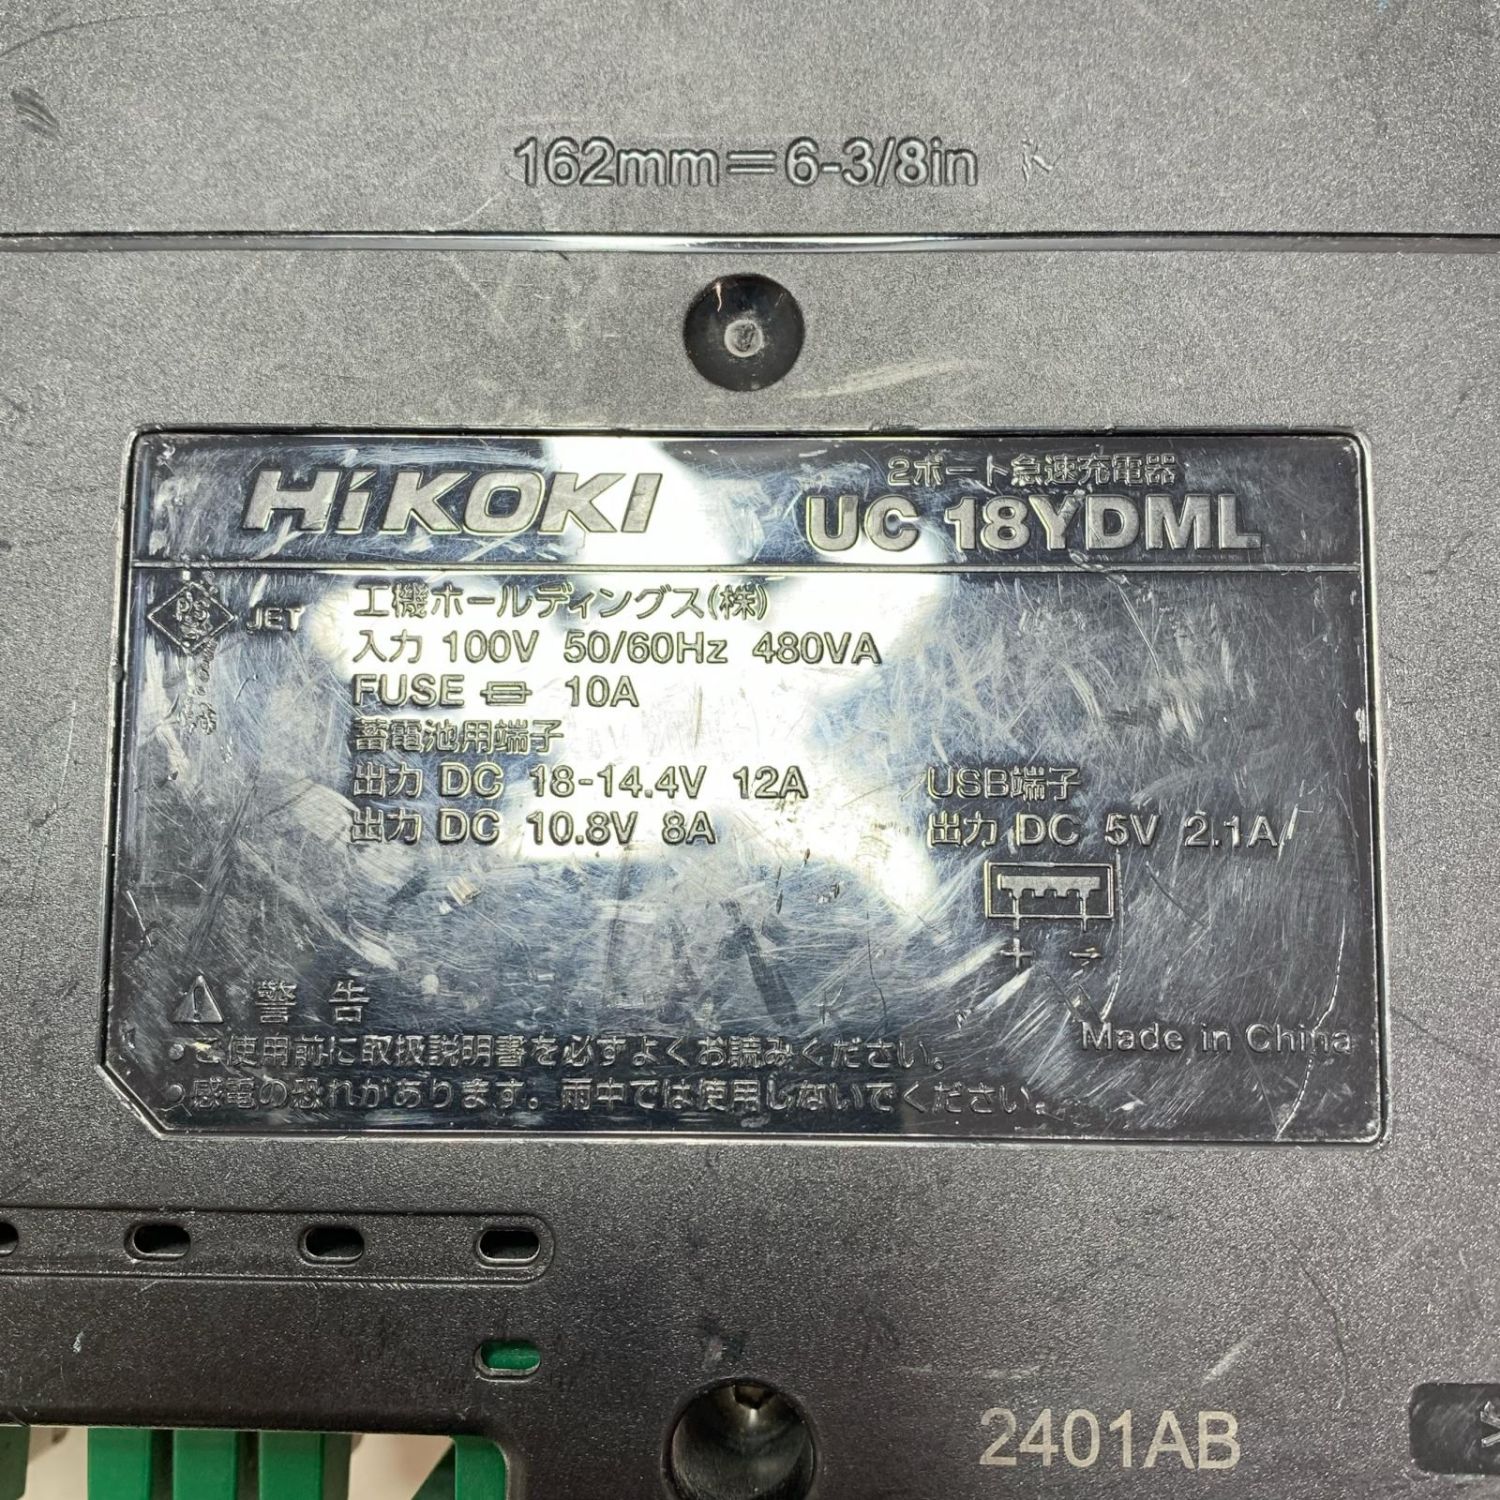 162mm=6-3/8in
HiKOKI
2ポート急速充電器
UC 18YDML
JET
工機ホールディングス(株)
入力 100V 50/60Hz 480VA
FUSE 10A
蓄電池用端子
出力 DC 18-14.4V 12A
出力 DC 10.8V 8A
USB端子
出力 DC 5V 2.1A
+ -
警告
•ご使用前に取扱説明書を必ずよくお読みください。
•感電の恐れがあります。雨中では使用しないでください。
Made in China
2401AB